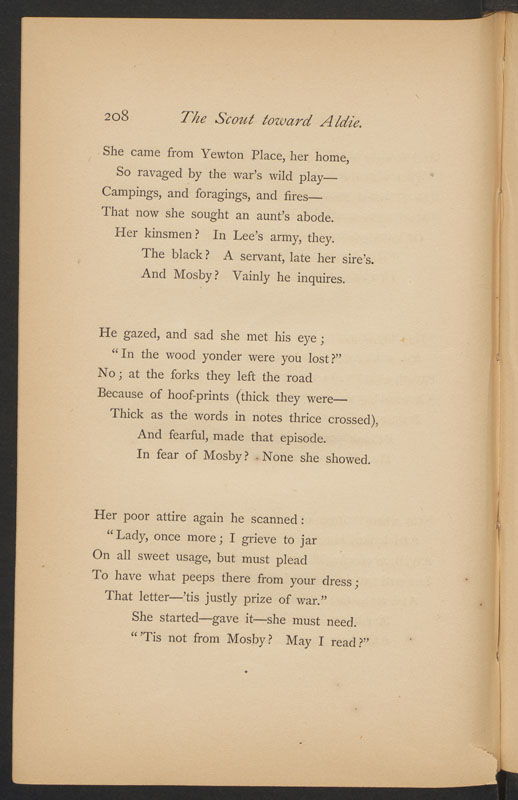 208 The Scout toward Aldie.
She came from Yewton Place, her home,
So ravaged by the war's wild play—
Campings, and foragings, and fires—
That now she sought an aunt's abode.
Her kinsmen? In Lee's army, they.
The black? A servant, late her sire's.
And Mosby? Vainly he inquires.
He gazed, and sad she met his eye;
"In the wood yonder were you lost?"
No; at the forks they left the road
Because of hoof-prints (thick they were—
Thick as the words in notes thrice crossed),
And fearful, made that episode.
In fear of Mosby? None she showed.
Her poor attire again he scanned:
"Lady, once more; I grieve to jar
On all sweet usage, but must plead
To have what peeps there from your dress;
That letter—'tis justly prize of war."
She started—gave it—she must need.
"'Tis not from Mosby? May I read?"